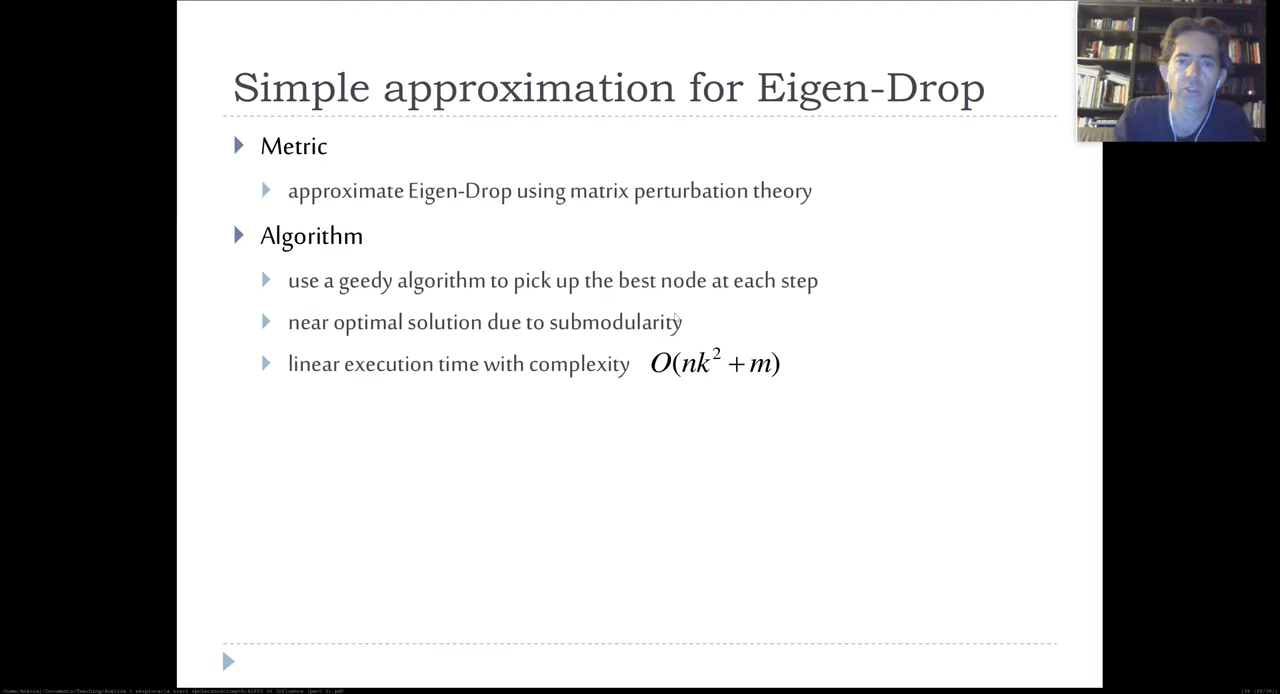 Simple approximation for Eigen-Drop
Metric
approximate Eigen-Drop using matrix perturbation theory
Algorithm
use a geedy algorithm to pick up the best node at each step
near optimal solution due to submodularity
linear execution time with complexity O(nk² + m)